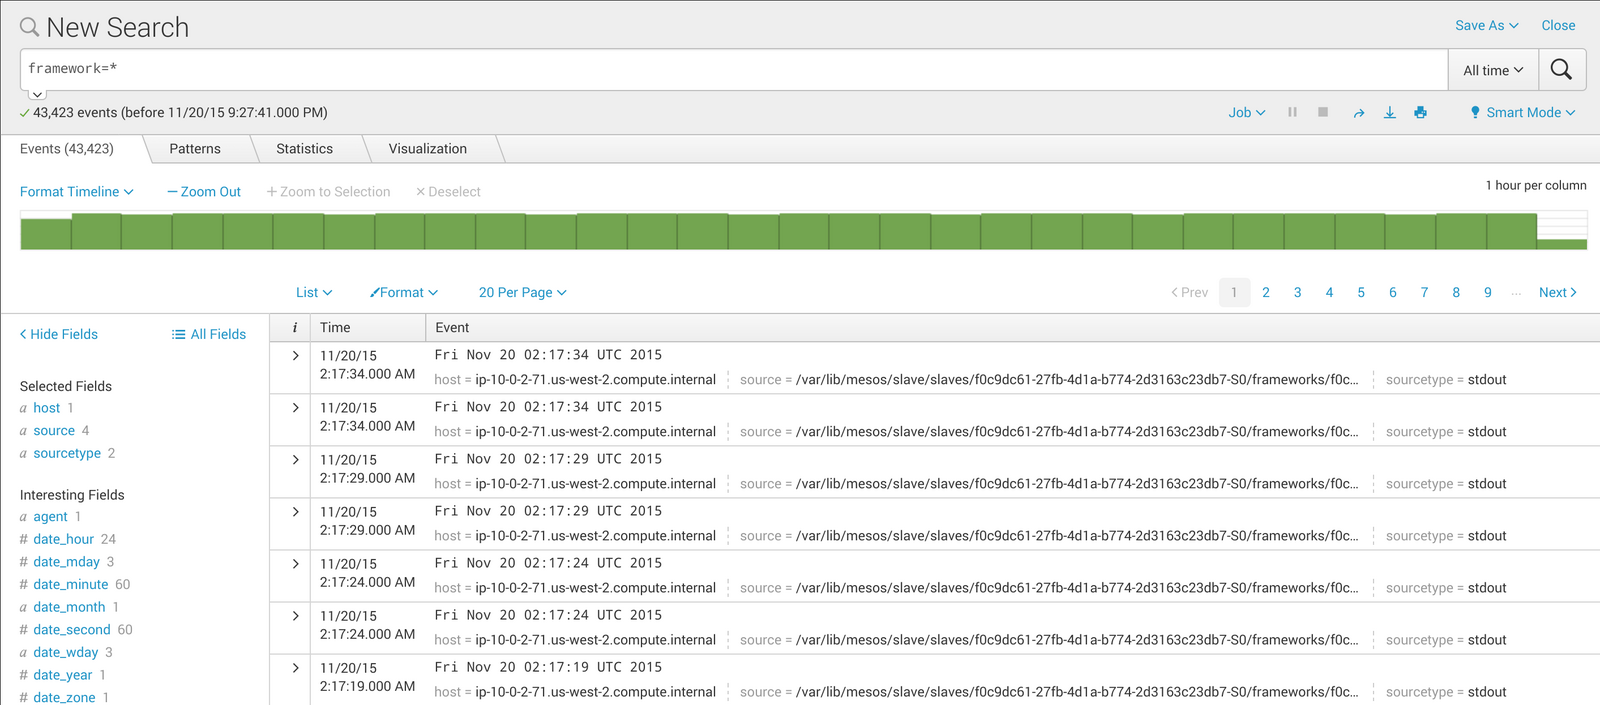 New Search
Save As Close
framework=*
All time
43,423 events (before 11/20/15 9:27:41.000 PM)
Job Smart Mode
Events (43,423) Patterns Statistics Visualization
Format Timeline — Zoom Out + Zoom to Selection × Deselect
1 hour per column
List Format 20 Per Page
< Prev 1 2 3 4 5 6 7 8 9 ... Next >
< Hide Fields All Fields
Selected Fields
a host 1
a source 4
a sourcetype 2
Interesting Fields
a agent 1
# date_hour 24
# date_mday 3
# date_minute 60
a date_month 1
# date_second 60
a date_wday 3
# date_year 1
# date_zone 1
i Time Event
> 11/20/15 Fri Nov 20 02:17:34 UTC 2015
2:17:34.000 AM host = ip-10-0-2-71.us-west-2.compute.internal source = /var/lib/mesos/slave/slaves/f0c9dc61-27fb-4d1a-b774-2d3163c23db7-S0/frameworks/f0c... sourcetype = stdout
> 11/20/15 Fri Nov 20 02:17:34 UTC 2015
2:17:34.000 AM host = ip-10-0-2-71.us-west-2.compute.internal source = /var/lib/mesos/slave/slaves/f0c9dc61-27fb-4d1a-b774-2d3163c23db7-S0/frameworks/f0c... sourcetype = stdout
> 11/20/15 Fri Nov 20 02:17:29 UTC 2015
2:17:29.000 AM host = ip-10-0-2-71.us-west-2.compute.internal source = /var/lib/mesos/slave/slaves/f0c9dc61-27fb-4d1a-b774-2d3163c23db7-S0/frameworks/f0c... sourcetype = stdout
> 11/20/15 Fri Nov 20 02:17:29 UTC 2015
2:17:29.000 AM host = ip-10-0-2-71.us-west-2.compute.internal source = /var/lib/mesos/slave/slaves/f0c9dc61-27fb-4d1a-b774-2d3163c23db7-S0/frameworks/f0c... sourcetype = stdout
> 11/20/15 Fri Nov 20 02:17:24 UTC 2015
2:17:24.000 AM host = ip-10-0-2-71.us-west-2.compute.internal source = /var/lib/mesos/slave/slaves/f0c9dc61-27fb-4d1a-b774-2d3163c23db7-S0/frameworks/f0c... sourcetype = stdout
> 11/20/15 Fri Nov 20 02:17:24 UTC 2015
2:17:24.000 AM host = ip-10-0-2-71.us-west-2.compute.internal source = /var/lib/mesos/slave/slaves/f0c9dc61-27fb-4d1a-b774-2d3163c23db7-S0/frameworks/f0c... sourcetype = stdout
> 11/20/15 Fri Nov 20 02:17:19 UTC 2015
2:17:19.000 AM host = ip-10-0-2-71.us-west-2.compute.internal source = /var/lib/mesos/slave/slaves/f0c9dc61-27fb-4d1a-b774-2d3163c23db7-S0/frameworks/f0c... sourcetype = stdout